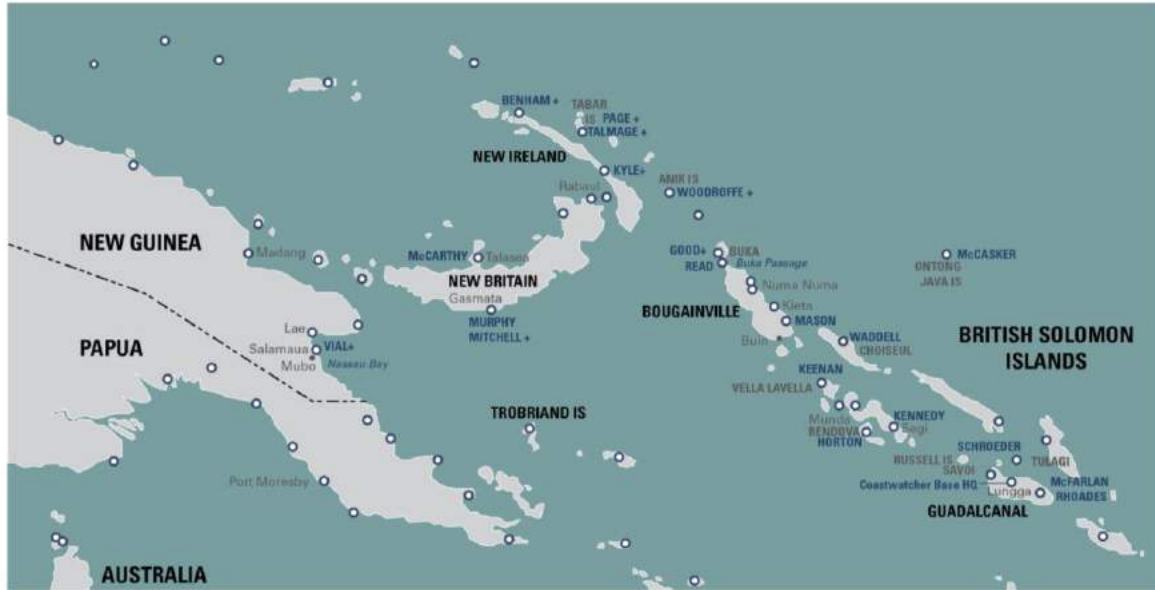 BENHAM +
TABAR
IS
PAGE +
TALMAGE +
NEW IRELAND
KYLE+
ANIR IS
WOODROFFE +
Rabaul
NEW GUINEA
Madang
McCARTHY
Talasea
NEW BRITAIN
Gasmata
MURPHY
MITCHELL +
GOOD+
BUKA
READ
Buka Passage
Numa Numa
BOUGAINVILLE
Kieta
MASON
Buin
McCASKER
ONTONG
JAVA IS
Lae
PAPUA
Salamaua
VIAL+
Mubo
Nassau Bay
WADDELL
CHOISEUL
BRITISH SOLOMON
ISLANDS
KEENAN
VELLA LAVELLA
TROBRIAND IS
Munda
RENDOVA
HORTON
KENNEDY
Segi
SCHROEDER
RUSSELL IS
SAVOI
TULAGI
Port Moresby
Coastwatcher Base HQ
Lungga
McFARLAN
RHOADES
GUADALCANAL
AUSTRALIA